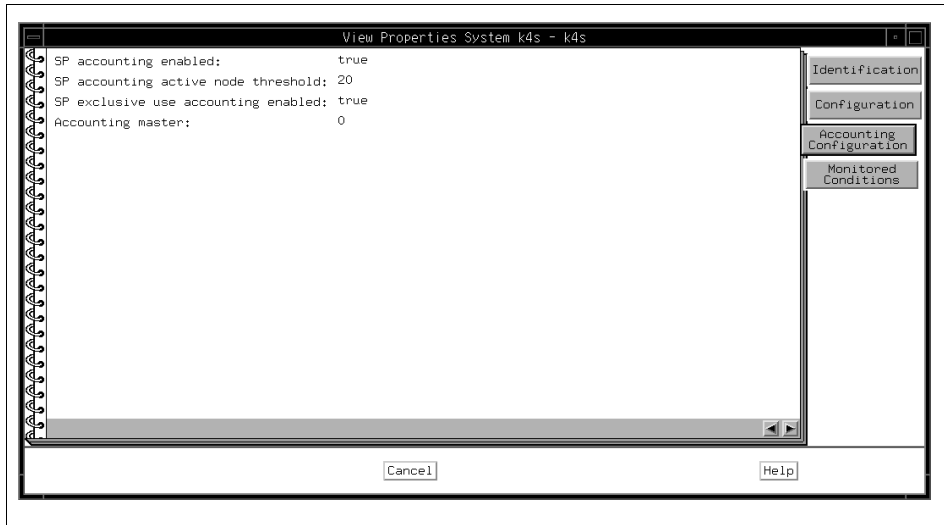 View Properties System k4s - k4s
SP accounting enabled: true
SP accounting active node threshold: 20
SP exclusive use accounting enabled: true
Accounting master: 0
Identification
Configuration
Accounting
Configuration
Monitored
Conditions
Cancel
Help